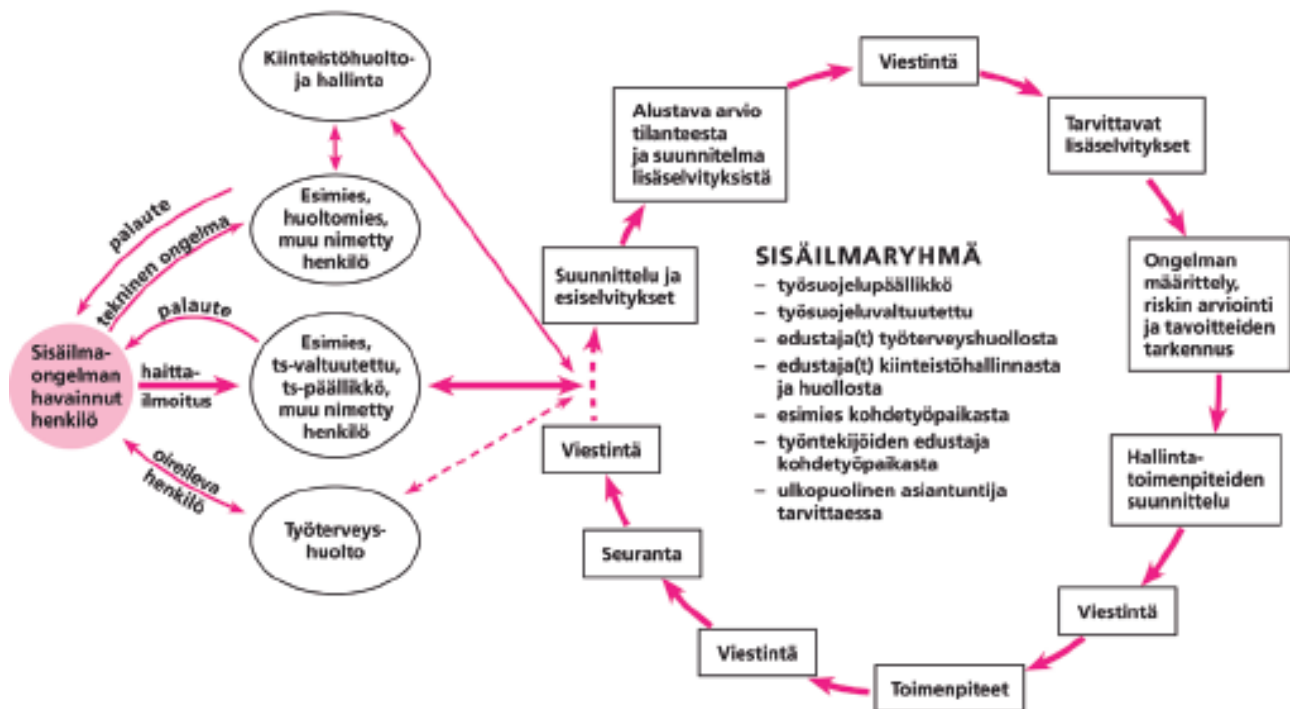 Kiinteistöhuolto-
ja hallinta
Esimies,
huoltomies,
muu nimetty
henkilö
palaute
tekninen ongelma
palaute
Sisäilma-
ongelman
havainnut
henkilö
haitta-
ilmoitus
Esimies,
ts-valtuutettu,
ts-päällikkö,
muu nimetty
henkilö
oireileva
henkilö
Työterveys-
huolto
Suunnittelu ja
esiselvitykset
Alustava arvio
tilanteesta
ja suunnitelma
lisäselvityksistä
Viestintä
Tarvittavat
lisäselvitykset
Ongelman
määrittely,
riskin arviointi
ja tavoitteiden
tarkennus
Hallinta-
toimenpiteiden
suunnittelu
Viestintä
Toimenpiteet
Viestintä
Seuranta
Viestintä
SISÄILMARYHMÄ
– työsuojelupäällikkö
– työsuojeluvaltuutettu
– edustaja(t) työterveyshuollosta
– edustaja(t) kiinteistöhallinnasta
ja huollosta
– esimies kohdetyöpaikasta
– työntekijöiden edustaja
kohdetyöpaikasta
– ulkopuolinen asiantuntija
tarvittaessa